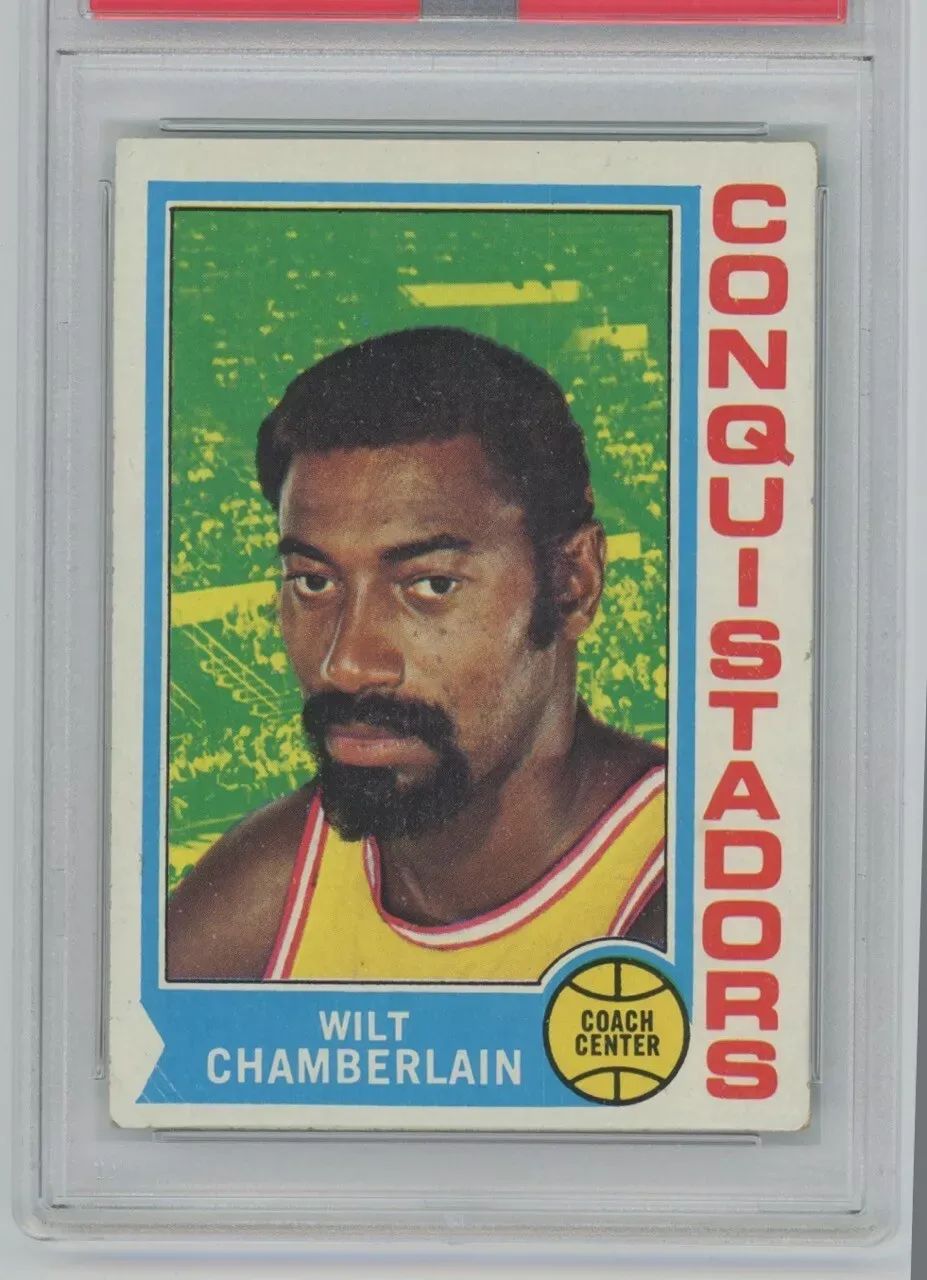 CONQUISTADORS
WILT
CHAMBERLAIN
COACH
CENTER